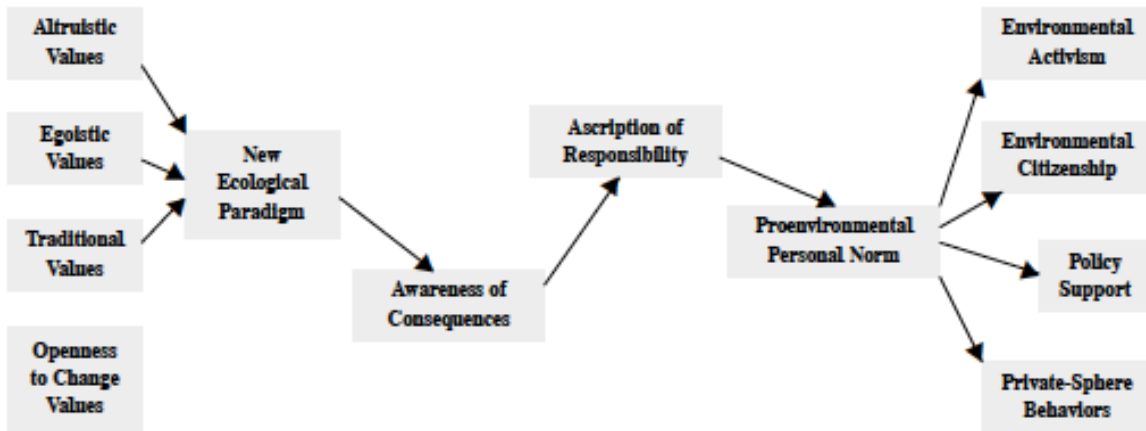 Altruistic
Values
Egoistic
Values
Traditional
Values
Openness
to Change
Values
New
Ecological
Paradigm
Awareness of
Consequences
Ascription of
Responsibility
Proenvironmental
Personal Norm
Environmental
Activism
Environmental
Citizenship
Policy
Support
Private-Sphere
Behaviors